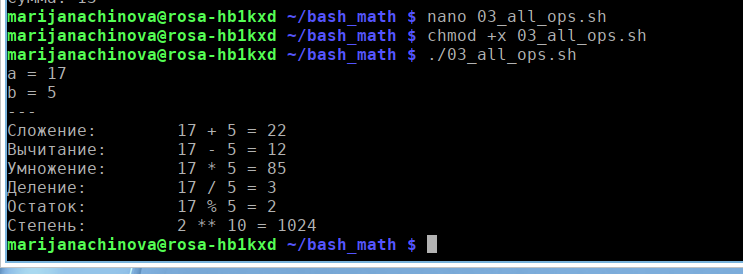 Сумма: 15
marijanachinova@rosa-hb1kxd ~/bash_math $ nano 03_all_ops.sh
marijanachinova@rosa-hb1kxd ~/bash_math $ chmod +x 03_all_ops.sh
marijanachinova@rosa-hb1kxd ~/bash_math $ ./03_all_ops.sh
a = 17
b = 5
---
Сложение: 17 + 5 = 22
Вычитание: 17 - 5 = 12
Умножение: 17 * 5 = 85
Деление: 17 / 5 = 3
Остаток: 17 % 5 = 2
Степень: 2 ** 10 = 1024
marijanachinova@rosa-hb1kxd ~/bash_math $